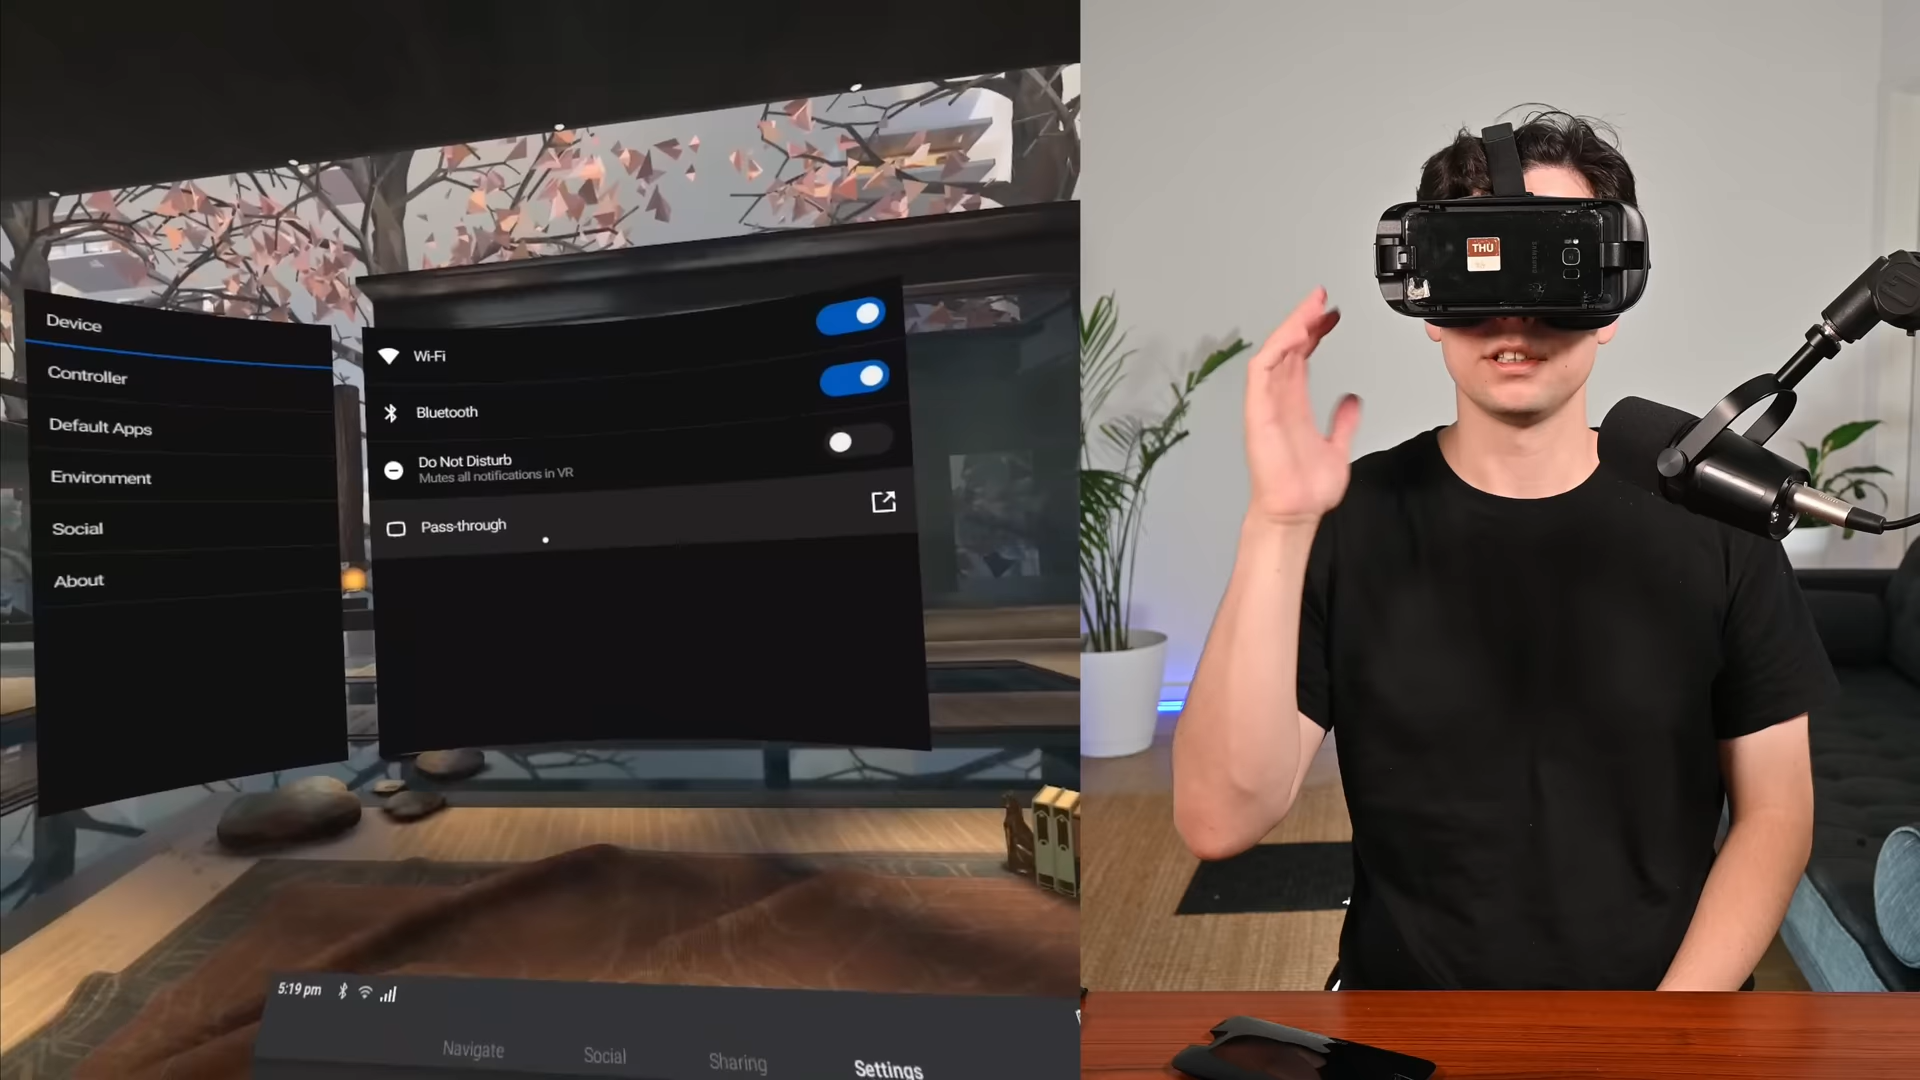 Device
Controller
Default Apps
Environment
Social
About
Wi-Fi
Bluetooth
Do Not Disturb
Mutes all notifications in VR
Pass-through
5:19 pm
Navigate
Social
Sharing
Settings
THU
SAMSUNG